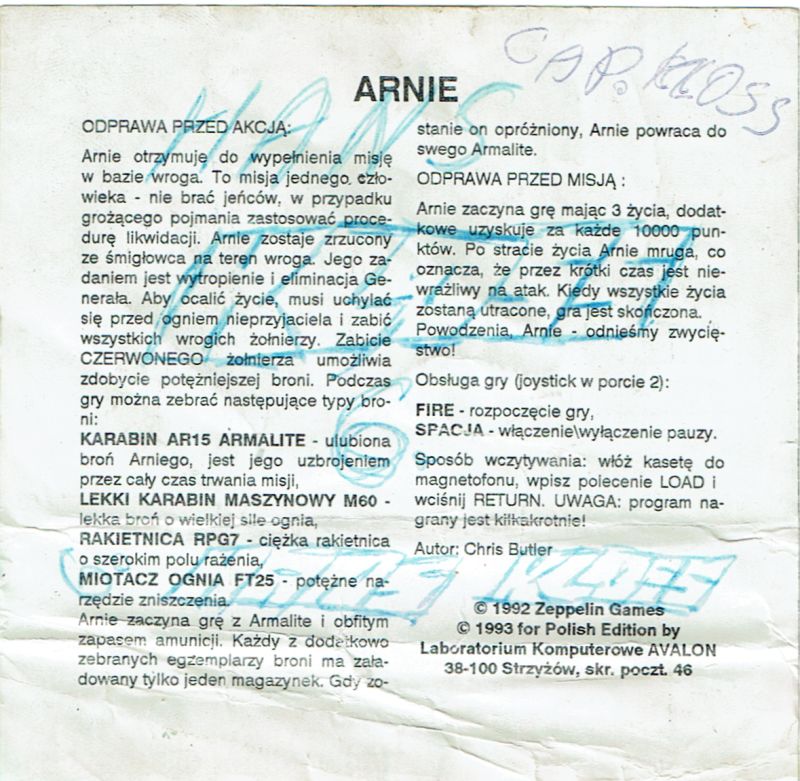 CAP. KLOSS
ARNIE
HANS
ODPRAWA PRZED AKCJĄ:
Arnie otrzymuje do wypełnienia misję
w bazie wroga. To misja jednego czło-
wieka - nie brać jeńców, w przypadku
grożącego pojmania zastosować proce-
durę likwidacji. Arnie zostaje zrzucony
ze śmigłowca na teren wroga. Jego za-
daniem jest wytropienie i eliminacja Ge-
nerała. Aby ocalić życie, musi uchylać
się przed ogniem nieprzyjaciela i zabić
wszystkich wrogich żołnierzy. Zabicie
CZERWONEGO żołnierza umożliwia
zdobycie potężniejszej broni. Podczas
gry można zebrać następujące typy bro-
ni:
KARABIN AR15 ARMALITE - ulubiona
broń Arniego, jest jego uzbrojeniem
przez cały czas trwania misji,
LEKKI KARABIN MASZYNOWY M60 -
lekka broń o wielkiej sile ognia,
RAKIETNICA RPG7 - ciężka rakietnica
o szerokim polu rażenia,
MIOTACZ OGNIA FT25 - potężne na-
rzędzie zniszczenia.
Arnie zaczyna grę z Armalite i obfitym
zapasem amunicji. Każdy z dodatkowo
zebranych egzemplarzy broni ma zała-
dowany tylko jeden magazynek. Gdy zo-
stanie on opróżniony, Arnie powraca do
swego Armalite.
ODPRAWA PRZED MISJĄ :
Arnie zaczyna grę mając 3 życia, dodat-
kowe uzyskuje za każde 10000 pun-
któw. Po stracie życia Arnie mruga, co
oznacza, że przez krótki czas jest nie-
wrażliwy na atak. Kiedy wszystkie życia
zostaną utracone, gra jest skończona.
Powodzenia, Arnie - odnieśmy zwycię-
stwo!
Obsługa gry (joystick w porcie 2):
FIRE - rozpoczęcie gry,
SPACJA - włączenie\wyłączenie pauzy.
Sposób wczytywania: włóż kasetę do
magnetofonu, wpisz polecenie LOAD i
wciśnij RETURN. UWAGA: program na-
grany jest kilkakrotnie!
Autor: Chris Butler
6
HANS KLOSS
© 1992 Zeppelin Games
© 1993 for Polish Edition by
Laboratorium Komputerowe AVALON
38-100 Strzyżów, skr. poczt. 46